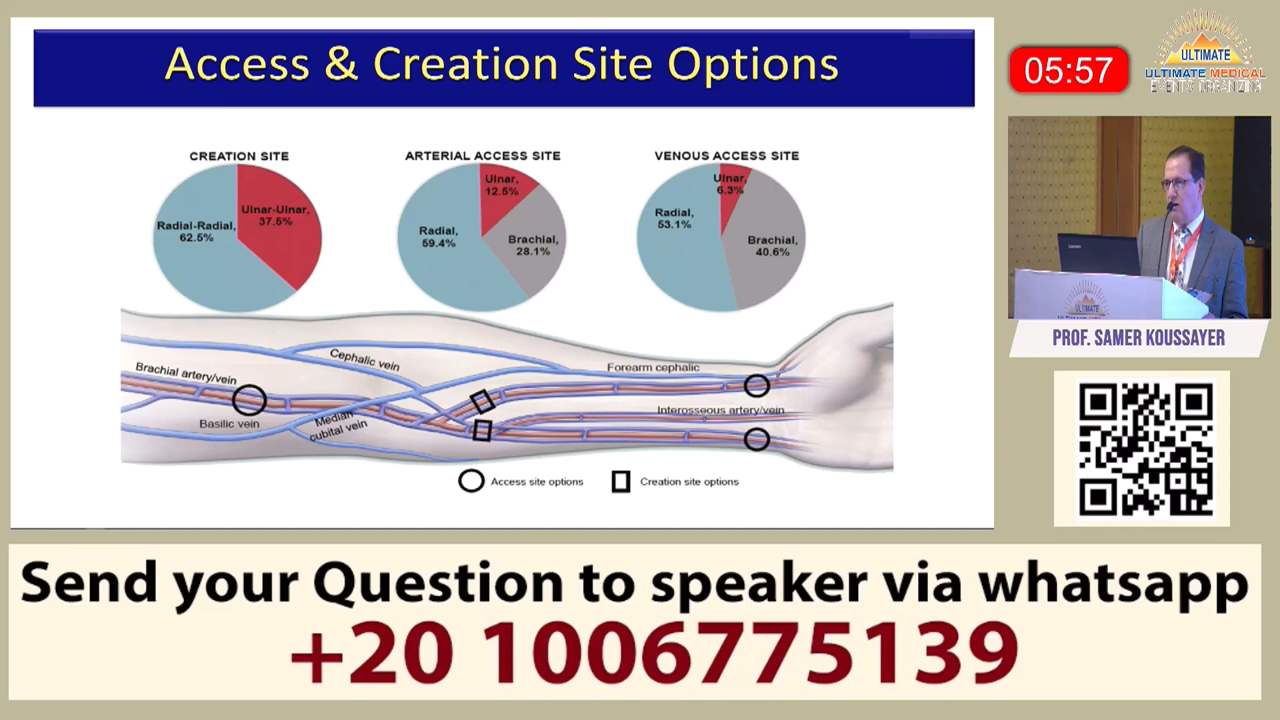 Access & Creation Site Options
CREATION SITE
Ulnar-Ulnar,
37.5%
Radial-Radial,
62.5%
ARTERIAL ACCESS SITE
Ulnar,
12.5%
Radial,
59.4%
Brachial,
28.1%
VENOUS ACCESS SITE
Ulnar,
6.3%
Radial,
53.1%
Brachial,
40.6%
Brachial artery/vein
Cephalic vein
Forearm cephalic
Basilic vein
Median
cubital vein
Interosseous artery/vein
Access site options
Creation site options
05:57
ULTIMATE
ULTIMATE MEDICAL
EVENTS ORGANIZING
ULTIMATE
PROF. SAMER KOUSSAYER
Send your Question to speaker via whatsapp
+20 1006775139